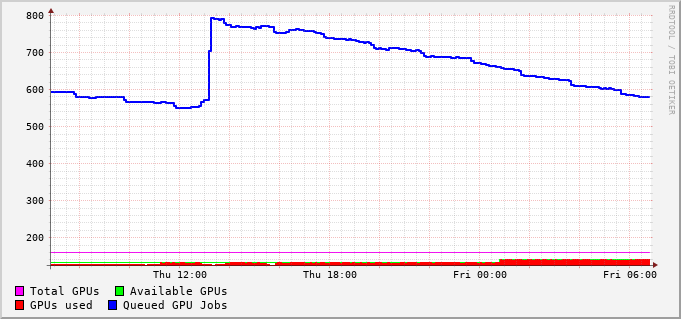 800
700
600
500
400
300
200
Thu 12:00 Thu 18:00 Fri 00:00 Fri 06:00
Total GPUs Available GPUs
GPUs used Queued GPU Jobs
RRDTOOL / TOBI OETIKER